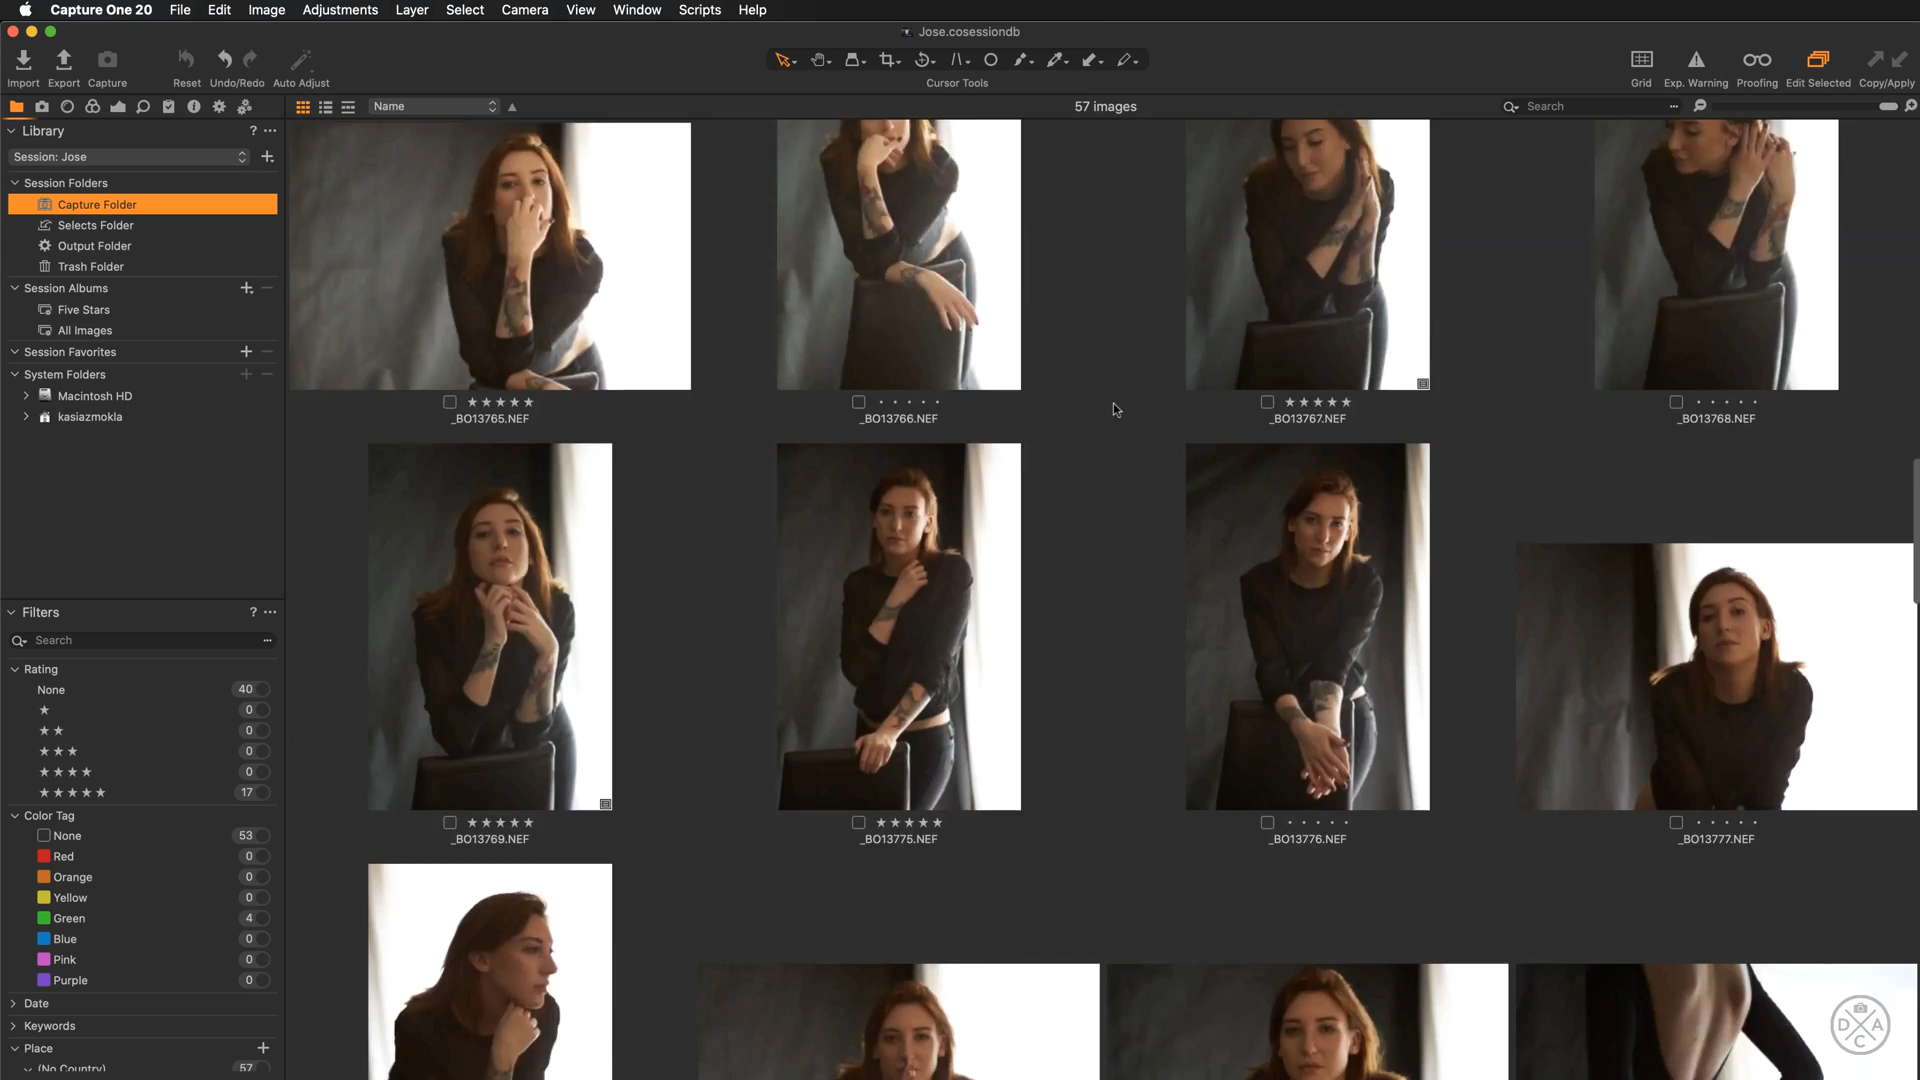 Capture One 20 File Edit Image Adjustments Layer Select Camera View Window Scripts Help
Jose.cosessiondb
Import Export Capture Reset Undo/Redo Auto Adjust Cursor Tools Grid Exp. Warning Proofing Edit Selected Copy/Apply
Name 57 images Search
Library ?
Session: Jose
Session Folders
Capture Folder
Selects Folder
Output Folder
Trash Folder
Session Albums
Five Stars
All Images
Session Favorites
System Folders
Macintosh HD
kasiazmokla
_BO13765.NEF _BO13766.NEF _BO13767.NEF _BO13768.NEF
_BO13769.NEF _BO13775.NEF _BO13776.NEF _BO13777.NEF
Filters ?
Search
Rating
None 40
0
0
0
0
17
Color Tag
None 53
Red 0
Orange 0
Yellow 0
Green 4
Blue 0
Pink 0
Purple 0
Date
Keywords
Place
(No Country) 57
D A C